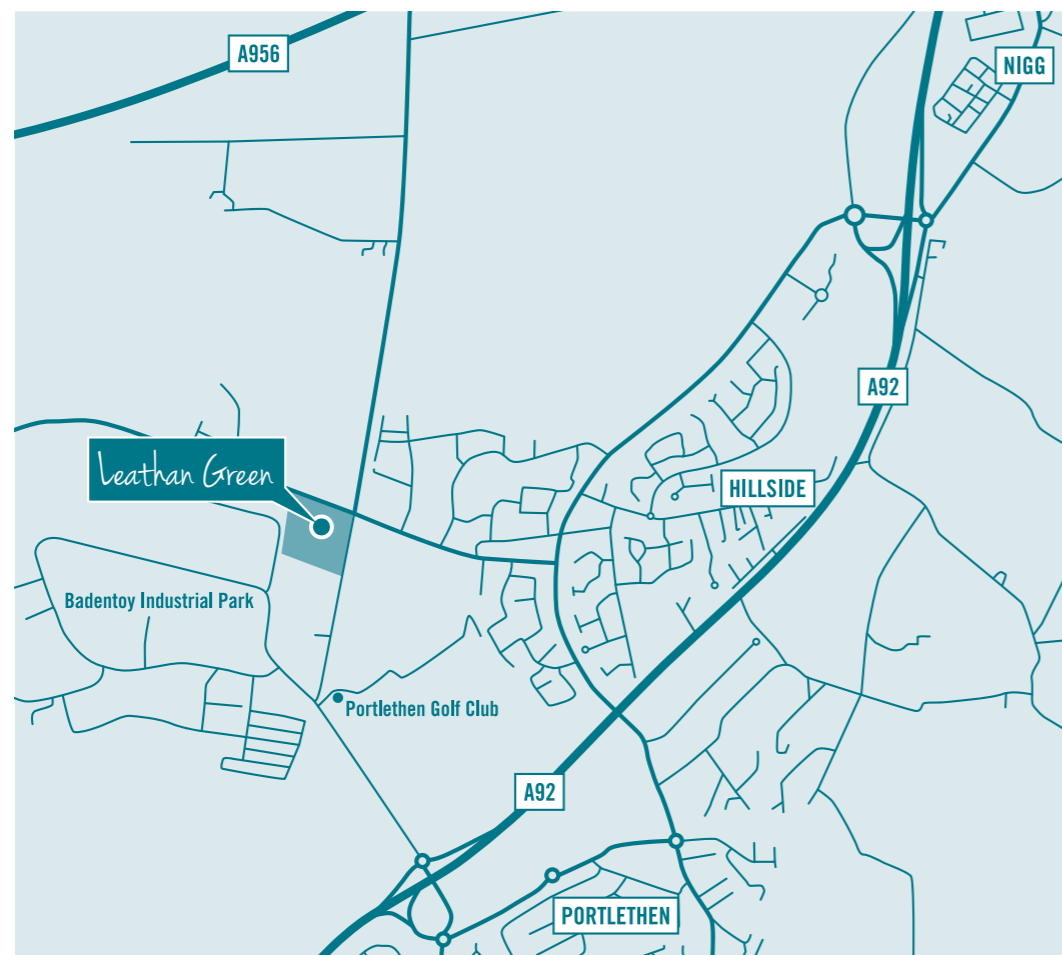 A956
NIGG
A92
Leathan Green
HILLSIDE
Badentoy Industrial Park
Portlethen Golf Club
A92
PORTLETHEN